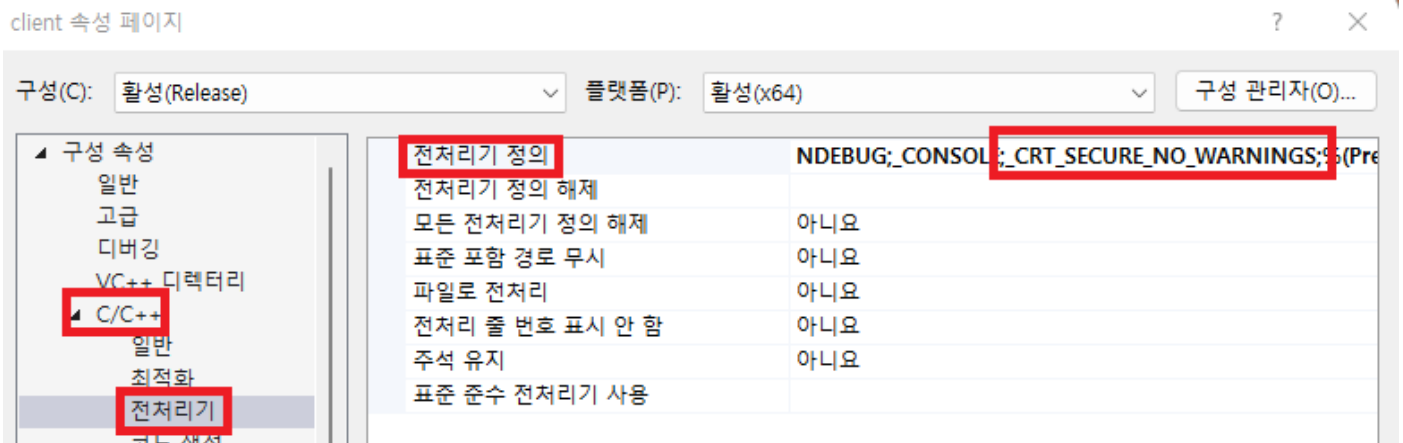 client 속성 페이지 ? ×
구성(C): 활성(Release) 플랫폼(P): 활성(x64) 구성 관리자(O)...
구성 속성
일반
고급
디버깅
VC++ 디렉터리
C/C++
일반
최적화
전처리기
코드 생성
전처리기 정의 NDEBUG;_CONSOLE;_CRT_SECURE_NO_WARNINGS;%(Pre
전처리기 정의 해제
모든 전처리기 정의 해제 아니요
표준 포함 경로 무시 아니요
파일로 전처리 아니요
전처리 줄 번호 표시 안 함 아니요
주석 유지 아니요
표준 준수 전처리기 사용